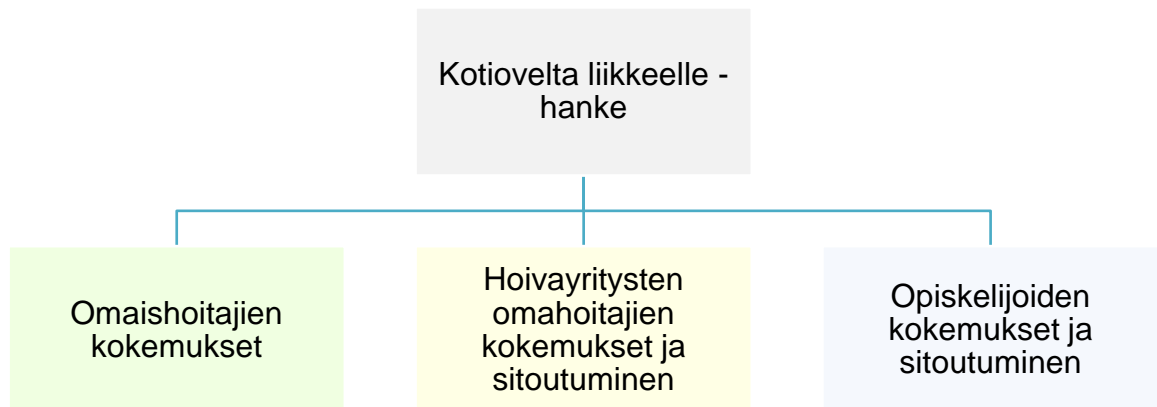 Kotiovelta liikkeelle -
hanke
Omaishoitajien
kokemukset
Hoivayritysten
omahoitajien
kokemukset ja
sitoutuminen
Opiskelijoiden
kokemukset ja
sitoutuminen